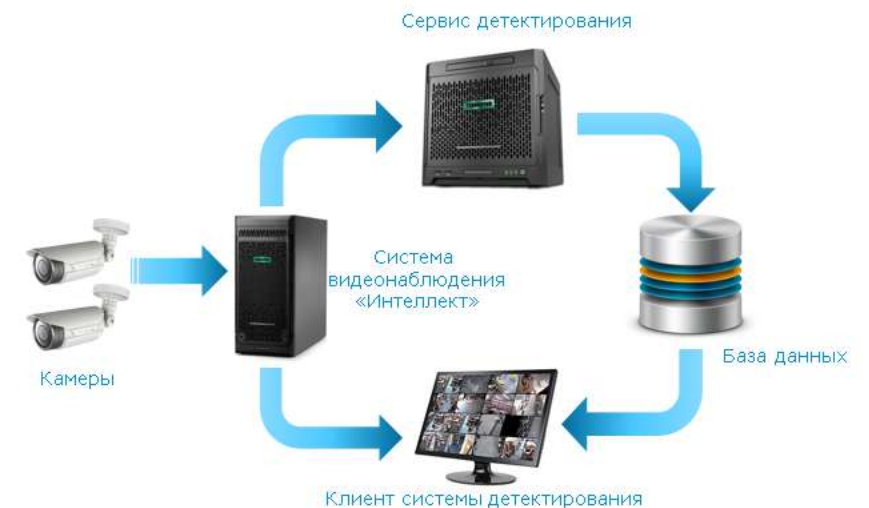 Сервис детектирования
Система
видеонаблюдения
«Интеллект»
База данных
Камеры
Клиент системы детектирования